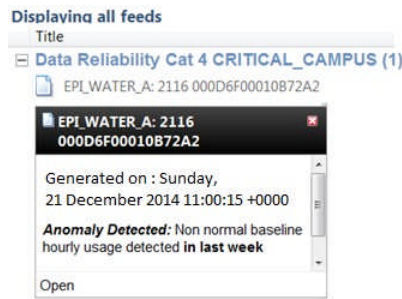 Displaying all feeds
Title
Data Reliability Cat 4 CRITICAL_CAMPUS (1)
EPI_WATER_A: 2116 000D6F00010B72A2
EPI_WATER_A: 2116
000D6F00010B72A2
Generated on : Sunday,
21 December 2014 11:00:15 +0000
Anomaly Detected: Non normal baseline
hourly usage detected in last week
Open